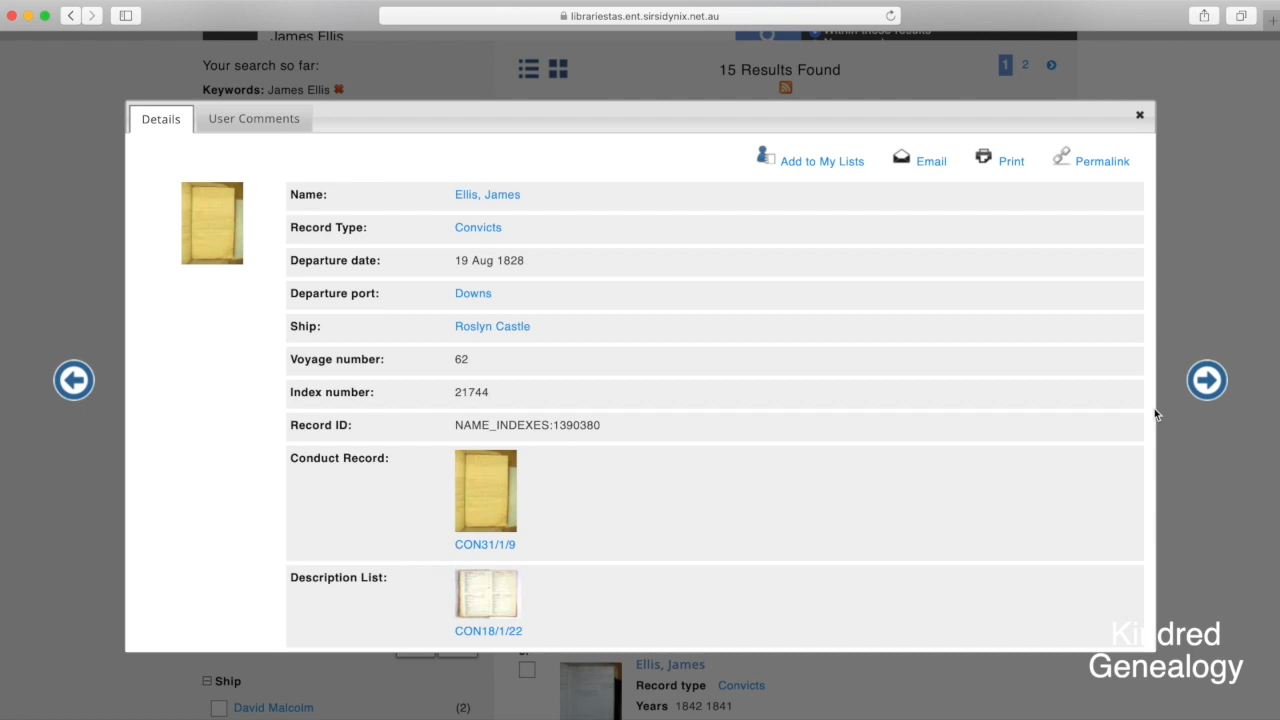 librariestas.ent.sirsidynix.net.au
James Ellis
Within these results
Your search so far:
15 Results Found
1 2
Keywords: James Ellis
Details
User Comments
Add to My Lists
Email
Print
Permalink
Name: Ellis, James
Record Type: Convicts
Departure date: 19 Aug 1828
Departure port: Downs
Ship: Roslyn Castle
Voyage number: 62
Index number: 21744
Record ID: NAME_INDEXES:1390380
Conduct Record:
CON31/1/9
Description List:
CON18/1/22
Kindred
Genealogy
Ellis, James
Ship
Record type Convicts
David Malcolm (2)
Years 1842 1841